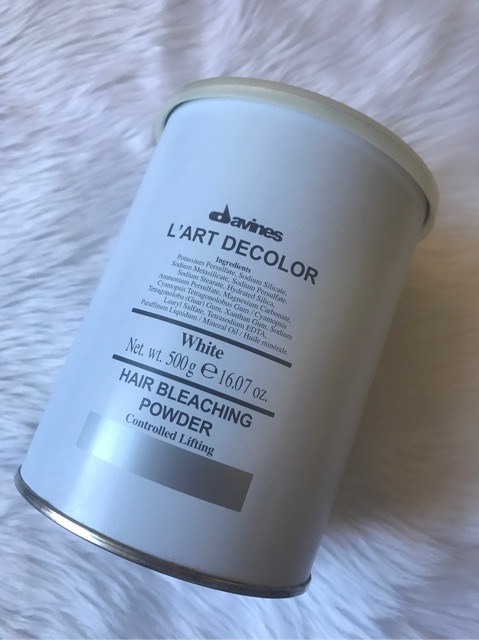 davines
L'ART DECOLOR
Ingredients
Potassium Persulfate, Sodium Silicate,
Sodium Metasilicate, Sodium Persulfate,
Sodium Stearate, Hydrated Silica,
Ammonium Persulfate, Magnesium Carbonate,
Cyamopsis Tetragonolobus Gum / Cyamopsis
Tetragonoloba (Guar) Gum, Xanthan Gum, Sodium
Lauryl Sulfate, Tetrasodium EDTA,
Paraffinum Liquidum / Mineral Oil / Huile minérale.
White
Net. wt. 500g ℮ 16.07 oz.
HAIR BLEACHING
POWDER
Controlled Lifting